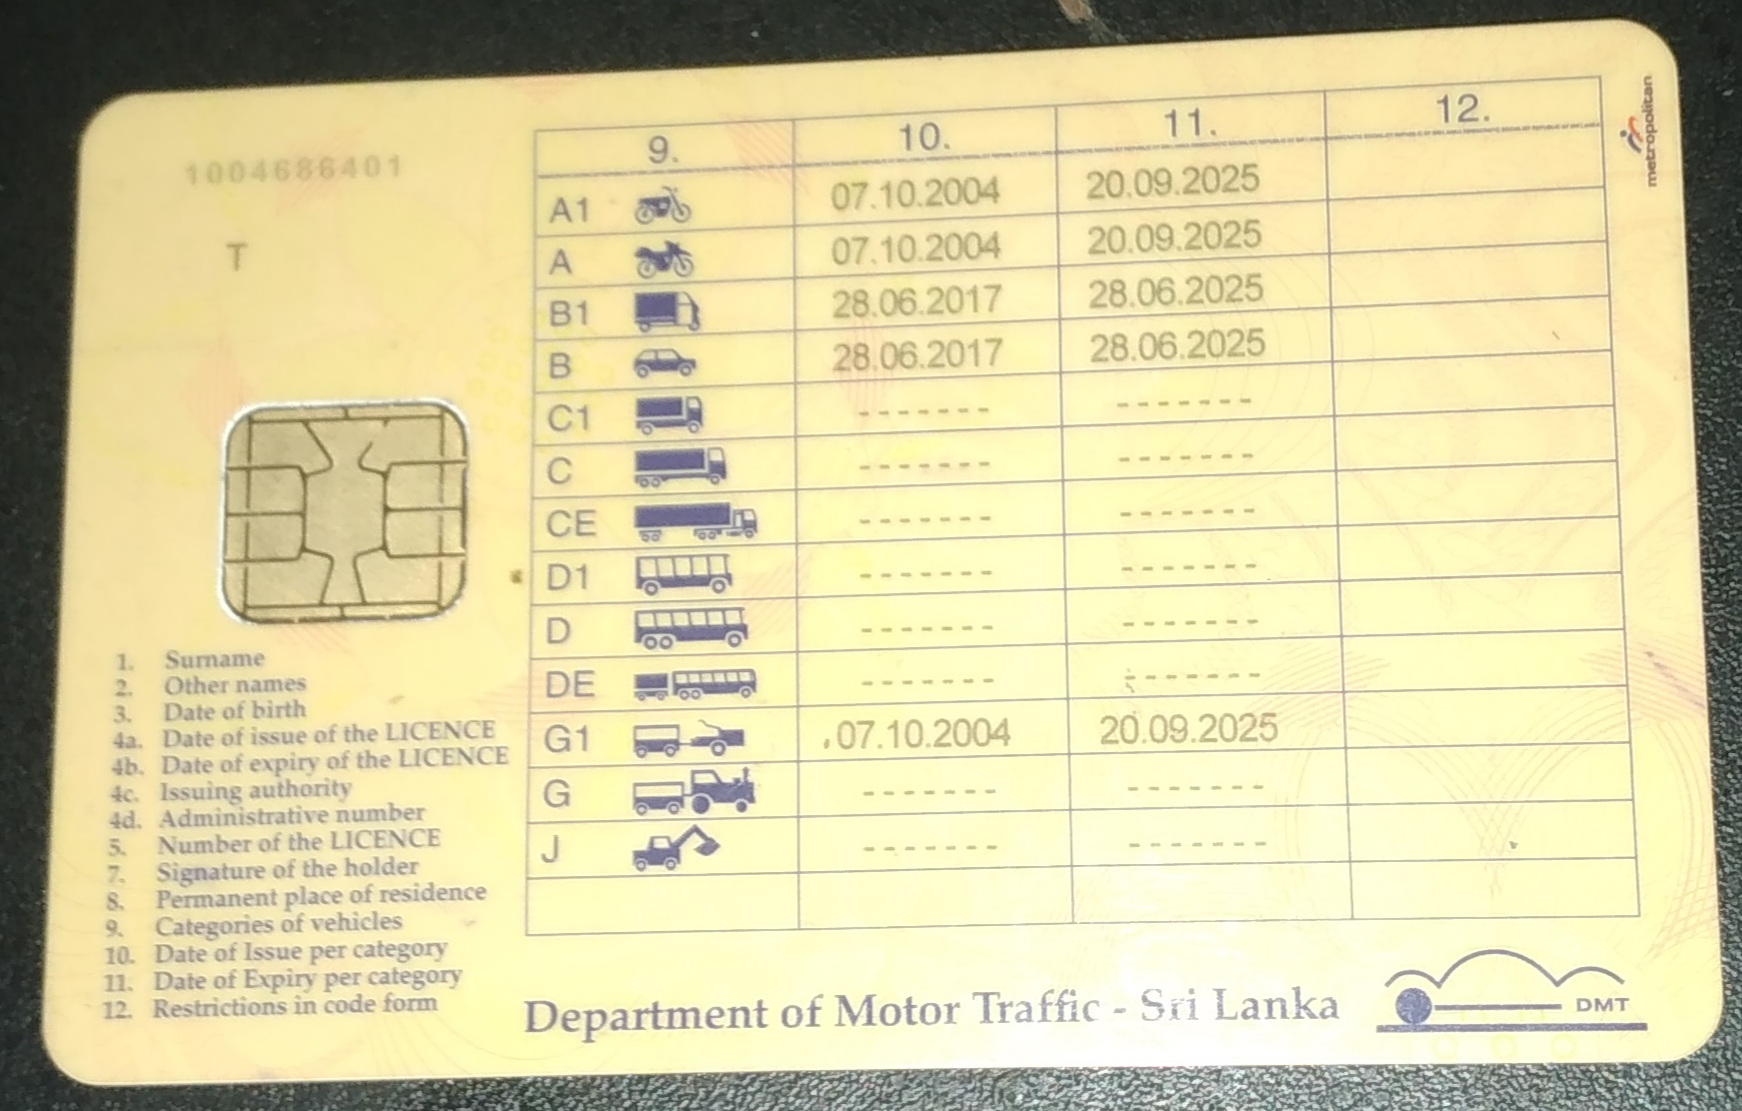 1004686401
T
9. 10. 11. 12.
A1 07.10.2004 20.09.2025
A 07.10.2004 20.09.2025
B1 28.06.2017 28.06.2025
B 28.06.2017 28.06.2025
C1 ------- -------
C ------- -------
CE ------- -------
D1 ------- -------
D ------- -------
DE ------- -------
G1 .07.10.2004 20.09.2025
G ------- -------
J ------- -------
1. Surname
2. Other names
3. Date of birth
4a. Date of issue of the LICENCE
4b. Date of expiry of the LICENCE
4c. Issuing authority
4d. Administrative number
5. Number of the LICENCE
7. Signature of the holder
8. Permanent place of residence
9. Categories of vehicles
10. Date of Issue per category
11. Date of Expiry per category
12. Restrictions in code form
Department of Motor Traffic - Sri Lanka
DMT
metropolitan